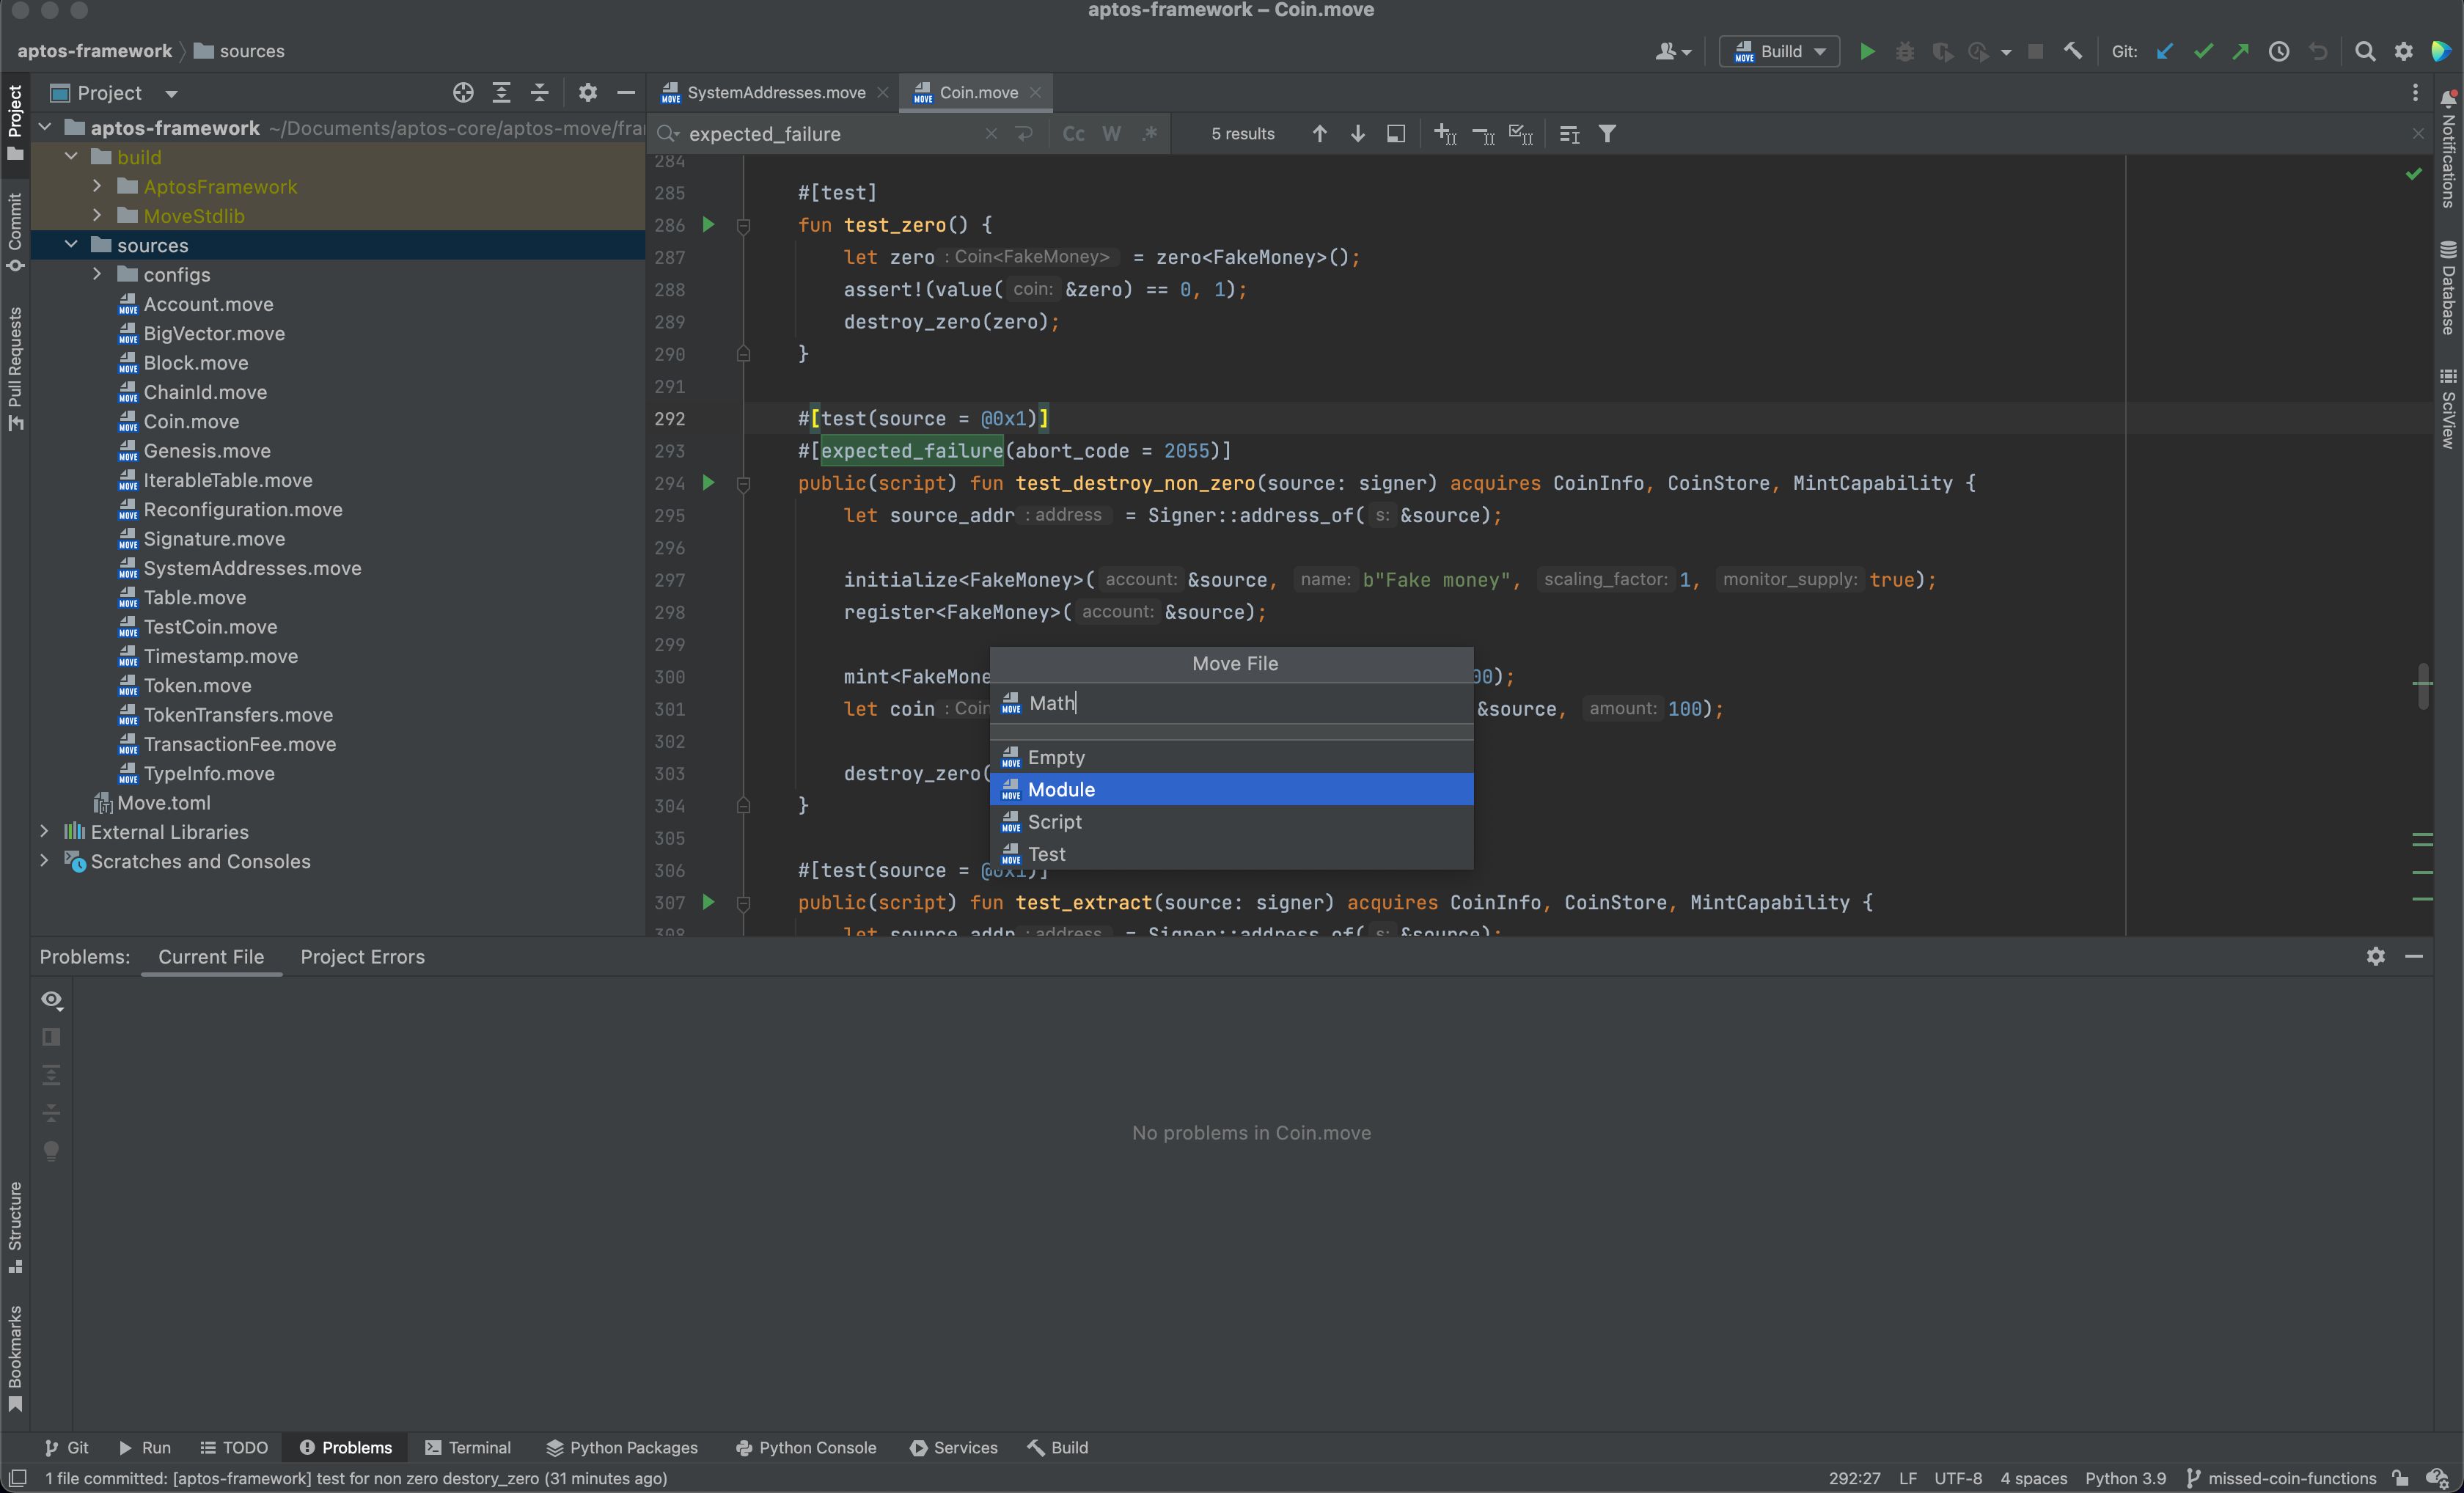 aptos-framework – Coin.move
aptos-framework
sources
MOVE
Builld
Git:
Project
SystemAddresses.move
Coin.move
aptos-framework ~/Documents/aptos-core/aptos-move/fra
build
AptosFramework
MoveStdlib
sources
configs
Account.move
BigVector.move
Block.move
ChainId.move
Coin.move
Genesis.move
IterableTable.move
Reconfiguration.move
Signature.move
SystemAddresses.move
Table.move
TestCoin.move
Timestamp.move
Token.move
TokenTransfers.move
TransactionFee.move
TypeInfo.move
Move.toml
External Libraries
Scratches and Consoles
expected_failure
Cc
W
.*
5 results
284
285 #[test]
286 fun test_zero() {
287 let zero : Coin<FakeMoney> = zero<FakeMoney>();
288 assert!(value( coin: &zero) == 0, 1);
289 destroy_zero(zero);
290 }
291
292 #[test(source = @0x1)]
293 #[expected_failure(abort_code = 2055)]
294 public(script) fun test_destroy_non_zero(source: signer) acquires CoinInfo, CoinStore, MintCapability {
295 let source_addr : address = Signer::address_of( s: &source);
296
297 initialize<FakeMoney>( account: &source, name: b"Fake money", scaling_factor: 1, monitor_supply: true);
298 register<FakeMoney>( account: &source);
299
300 mint<FakeMone 00);
301 let coin : Coin &source, amount: 100);
302
303 destroy_zero(
304 }
305
306 #[test(source = @0x1)]
307 public(script) fun test_extract(source: signer) acquires CoinInfo, CoinStore, MintCapability {
308 let source_addr : address = Signer::address_of( s: &source);
Move File
Math
Empty
Module
Script
Test
Problems:
Current File
Project Errors
No problems in Coin.move
Project
Commit
Pull Requests
Structure
Bookmarks
Notifications
Database
SciView
Git
Run
TODO
Problems
Terminal
Python Packages
Python Console
Services
Build
1 file committed: [aptos-framework] test for non zero destory_zero (31 minutes ago)
292:27
LF
UTF-8
4 spaces
Python 3.9
missed-coin-functions